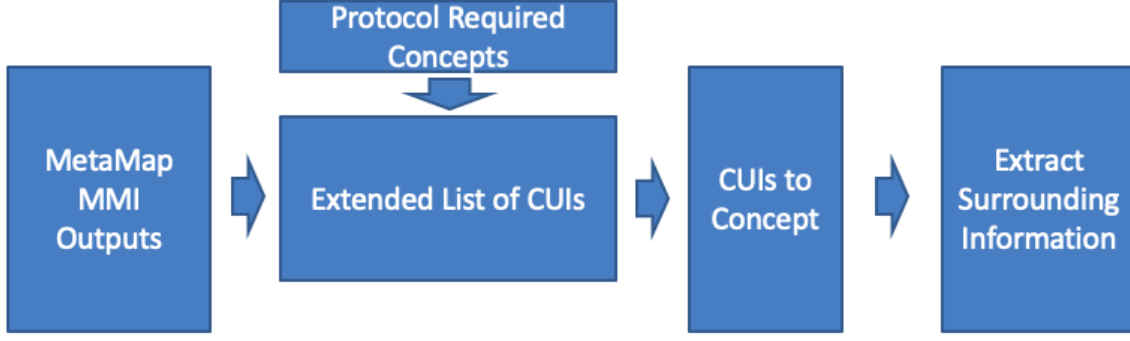 Protocol Required
Concepts
MetaMap
MMI
Outputs
Extended List of CUIs
CUIs to
Concept
Extract
Surrounding
Information